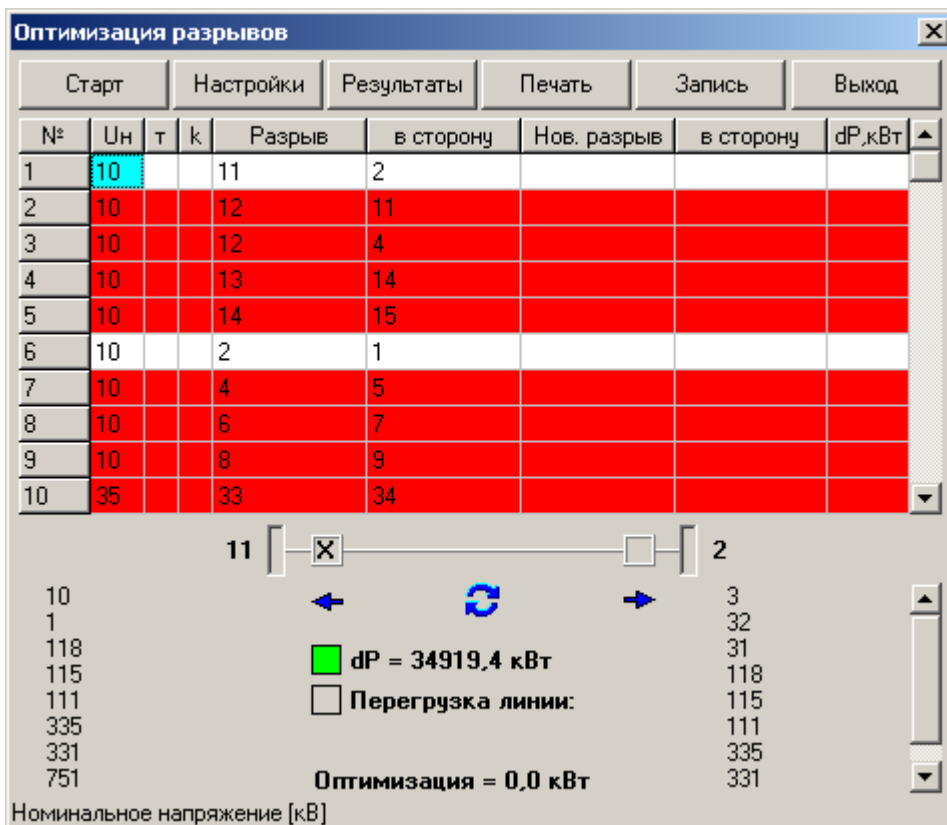 Оптимизация разрывов
Старт Настройки Результаты Печать Запись Выход
№ Uн т k Разрыв в сторону Нов. разрыв в сторону dP,кВт
1 10 11 2
2 10 12 11
3 10 12 4
4 10 13 14
5 10 14 15
6 10 2 1
7 10 4 5
8 10 6 7
9 10 8 9
10 35 33 34
11 X 2
10 3
1 32
118 31
dP = 34919,4 кВт
115 118
111 115
Перегрузка линии:
335 111
331 335
751 331
Оптимизация = 0,0 кВт
Номинальное напряжение [кВ]